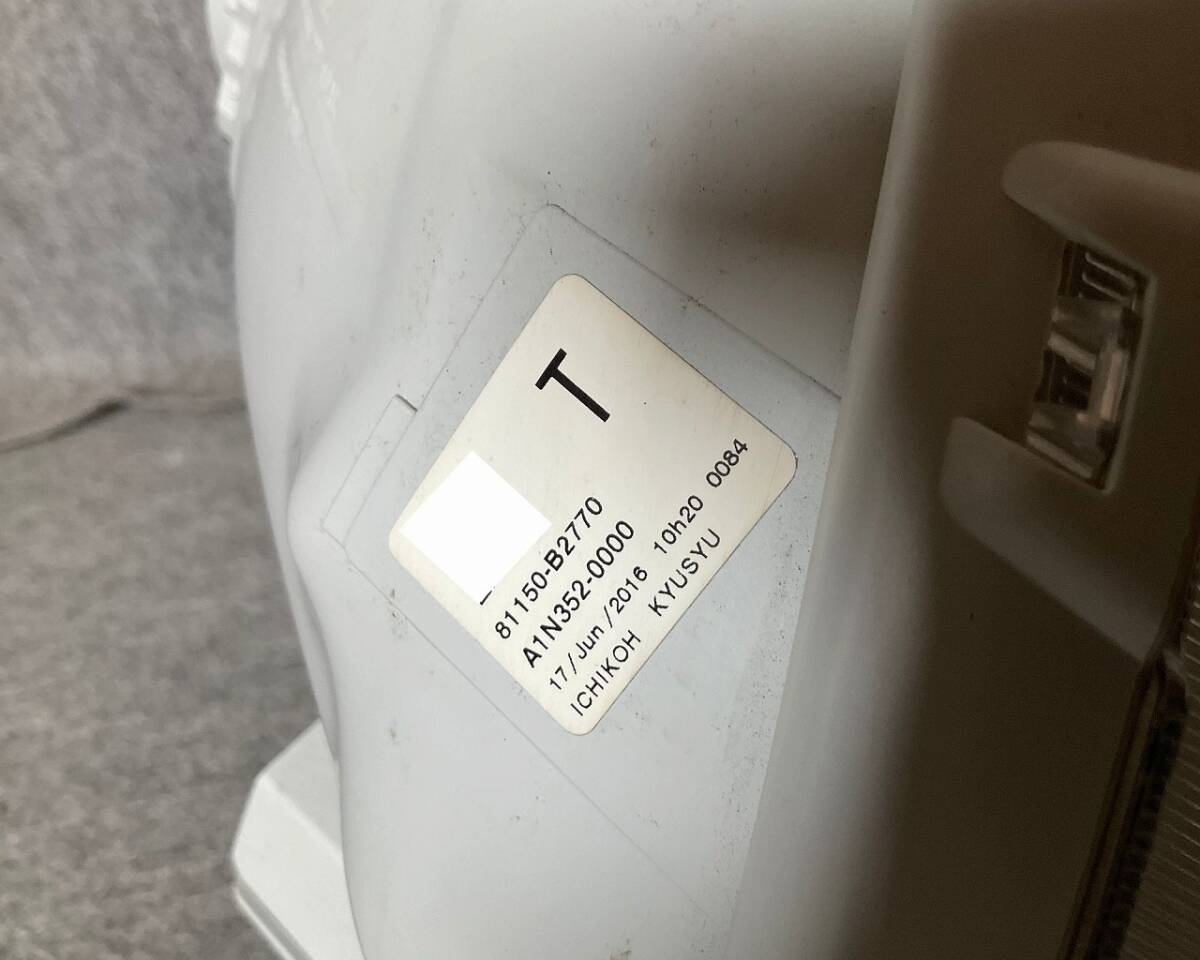 T
81150-B2770
A1N352-0000
17/Jun/2016 10h20 0084
ICHIKOH KYUSYU